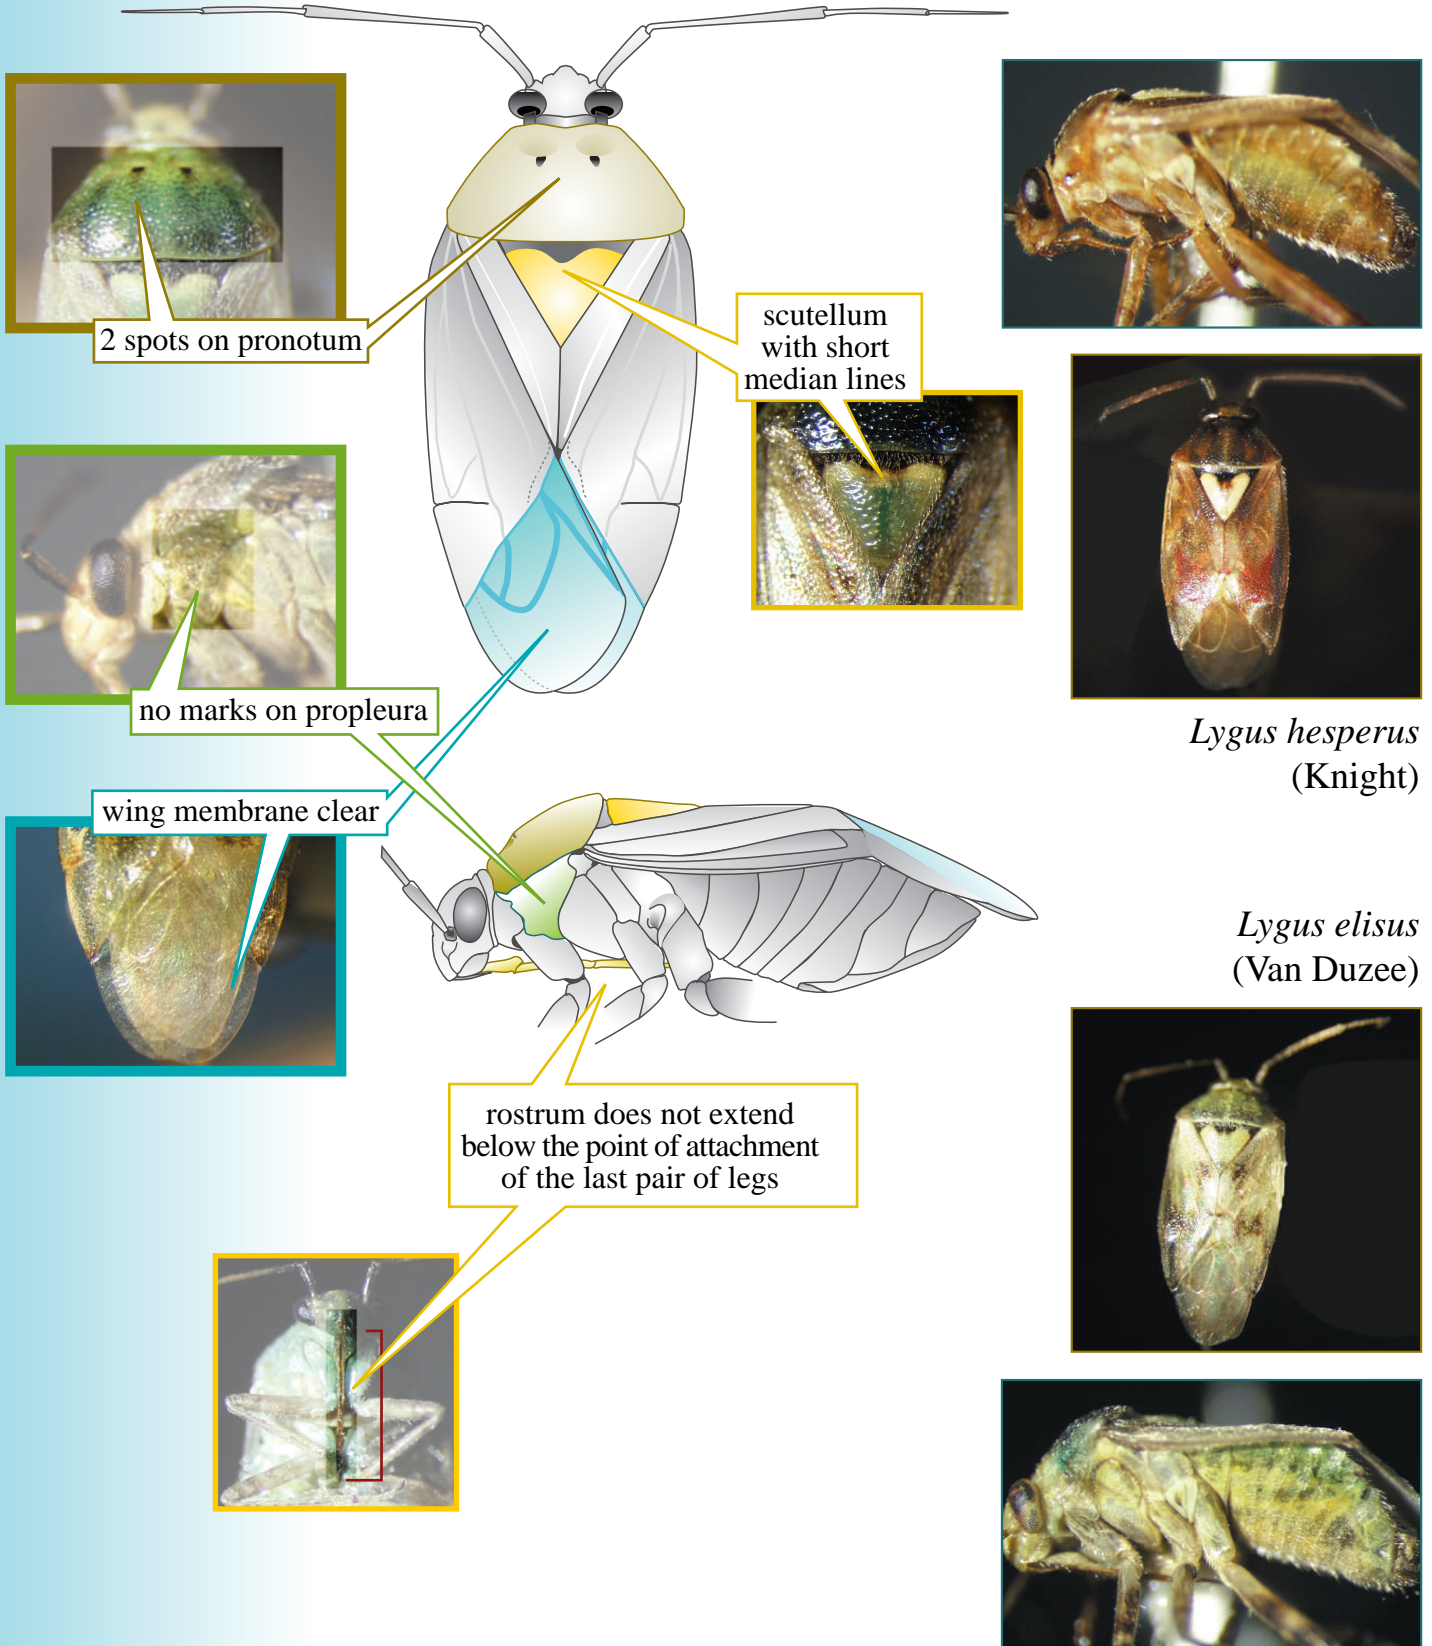 2 spots on pronotum
scutellum
with short
median lines
no marks on propleura
wing membrane clear
rostrum does not extend
below the point of attachment
of the last pair of legs
Lygus hesperus
(Knight)
Lygus elisus
(Van Duzee)